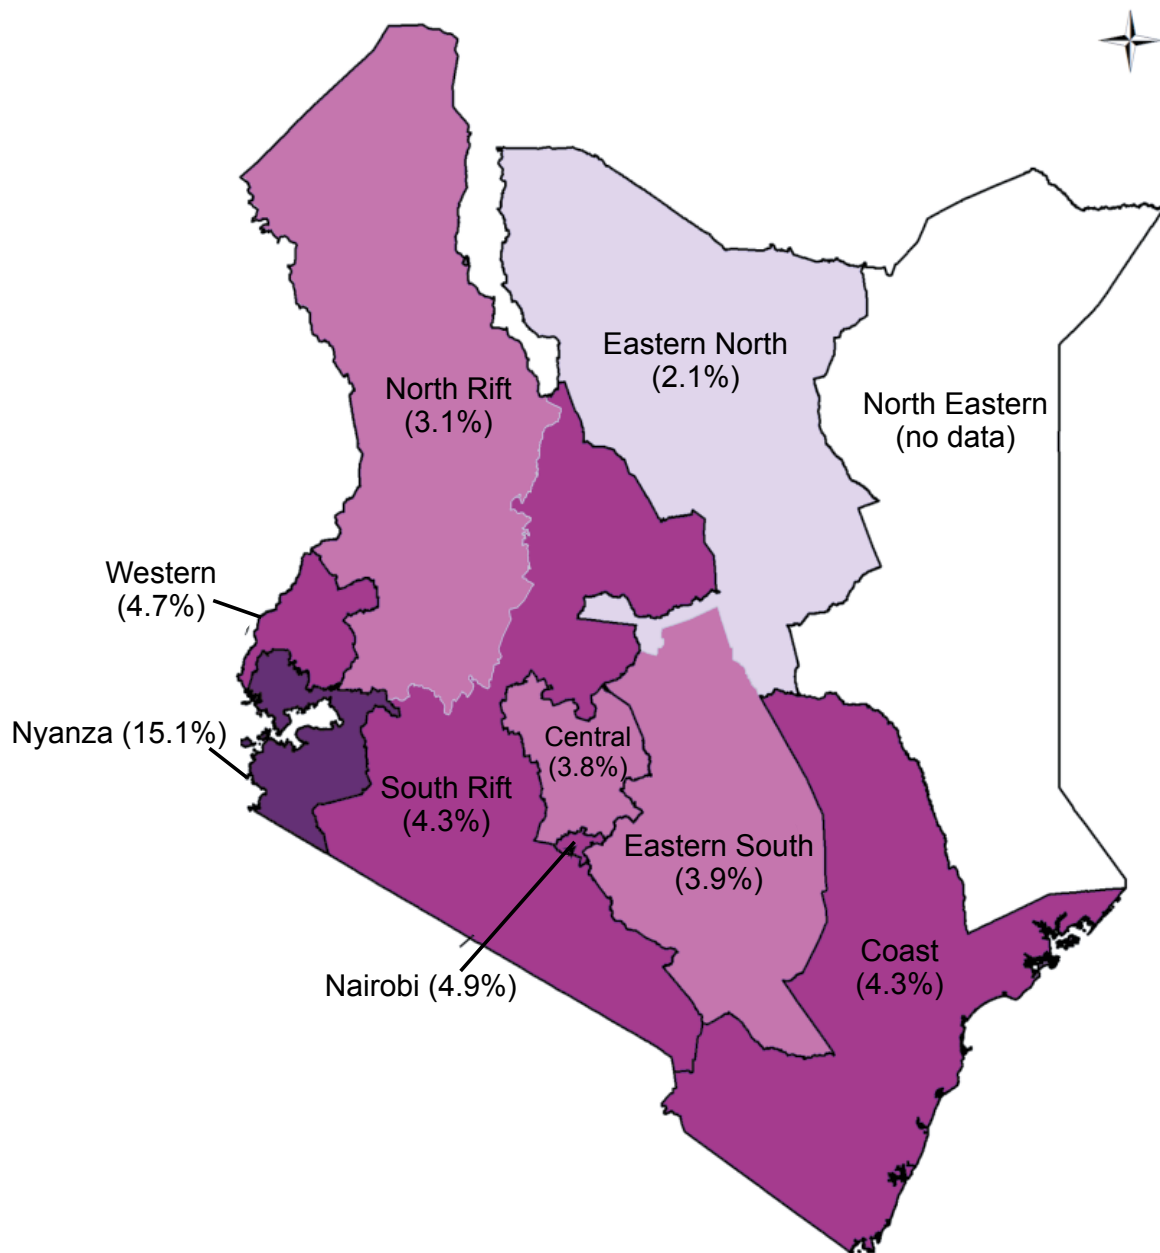 Eastern North
(2.1%)
North Rift
(3.1%)
North Eastern
(no data)
Western
(4.7%)
Nyanza (15.1%)
Central
(3.8%)
South Rift
(4.3%)
Eastern South
(3.9%)
Coast
(4.3%)
Nairobi (4.9%)